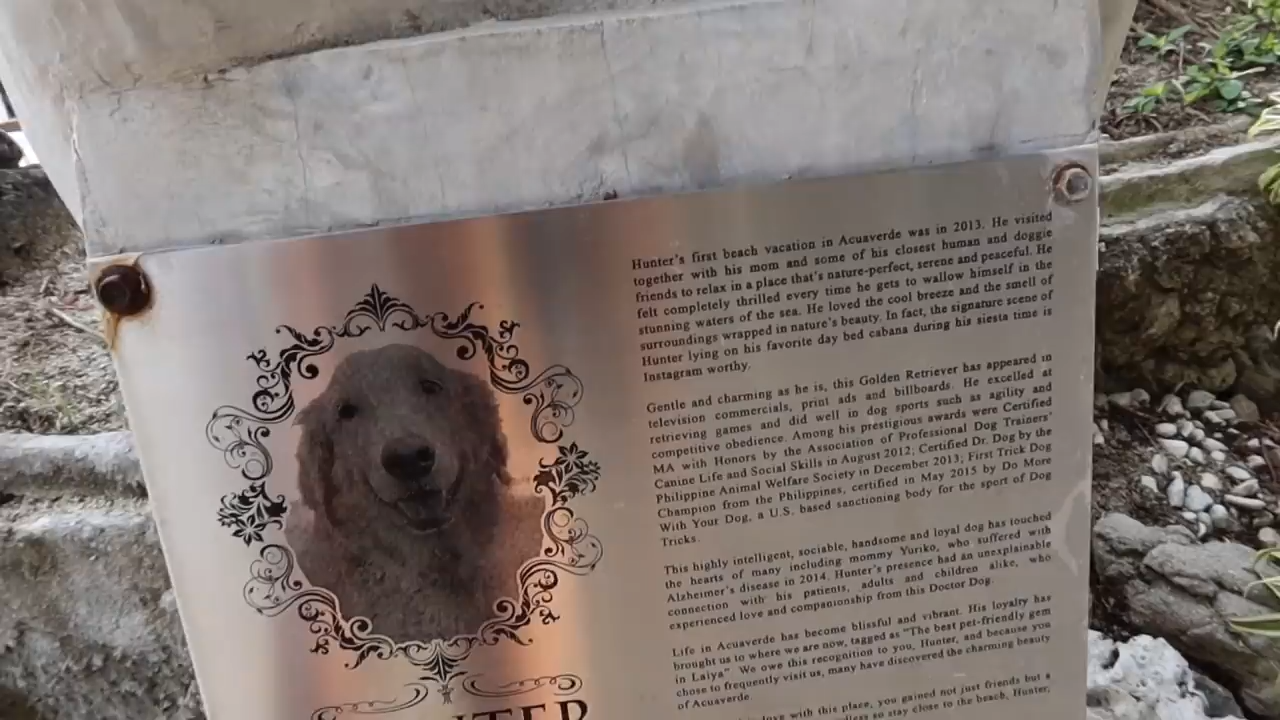 Hunter's first beach vacation in Acuaverde was in 2013. He visited
together with his mom and some of his closest human and doggie
friends to relax in a place that's nature-perfect, serene and peaceful. He
felt completely thrilled every time he gets to wallow himself in the
stunning waters of the sea. He loved the cool breeze and the smell of
surroundings wrapped in nature's beauty. In fact, the signature scene of
Hunter lying on his favorite day bed cabana during his siesta time is
Instagram worthy.
Gentle and charming as he is, this Golden Retriever has appeared in
television commercials, print ads and billboards. He excelled at
retrieving games and did well in dog sports such as agility and
competitive obedience. Among his prestigious awards were Certified
MA with Honors by the Association of Professional Dog Trainers'
Canine Life and Social Skills in August 2012; Certified Dr. Dog by the
Philippine Animal Welfare Society in December 2013; First Trick Dog
Champion from the Philippines, certified in May 2015 by Do More
With Your Dog, a U.S. based sanctioning body for the sport of Dog
Tricks.
This highly intelligent, sociable, handsome and loyal dog has touched
the hearts of many including mommy Yuriko, who suffered with
Alzheimer's disease in 2014. Hunter's presence had an unexplainable
connection with his patients, adults and children alike, who
experienced love and companionship from this Doctor Dog.
Life in Acuaverde has become blissful and vibrant. His loyalty has
brought us to where we are now, tagged as "The best pet-friendly gem
in Laiya". We owe this recognition to you, Hunter, and because you
chose to frequently visit us, many have discovered the charming beauty
of Acuaverde.
love with this place, you gained not just friends but a
so stay close to the beach, Hunter,